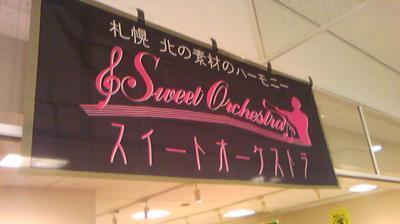 札幌 北の素材のハーモニー
Sweet Orchestra
スイートオーケストラ